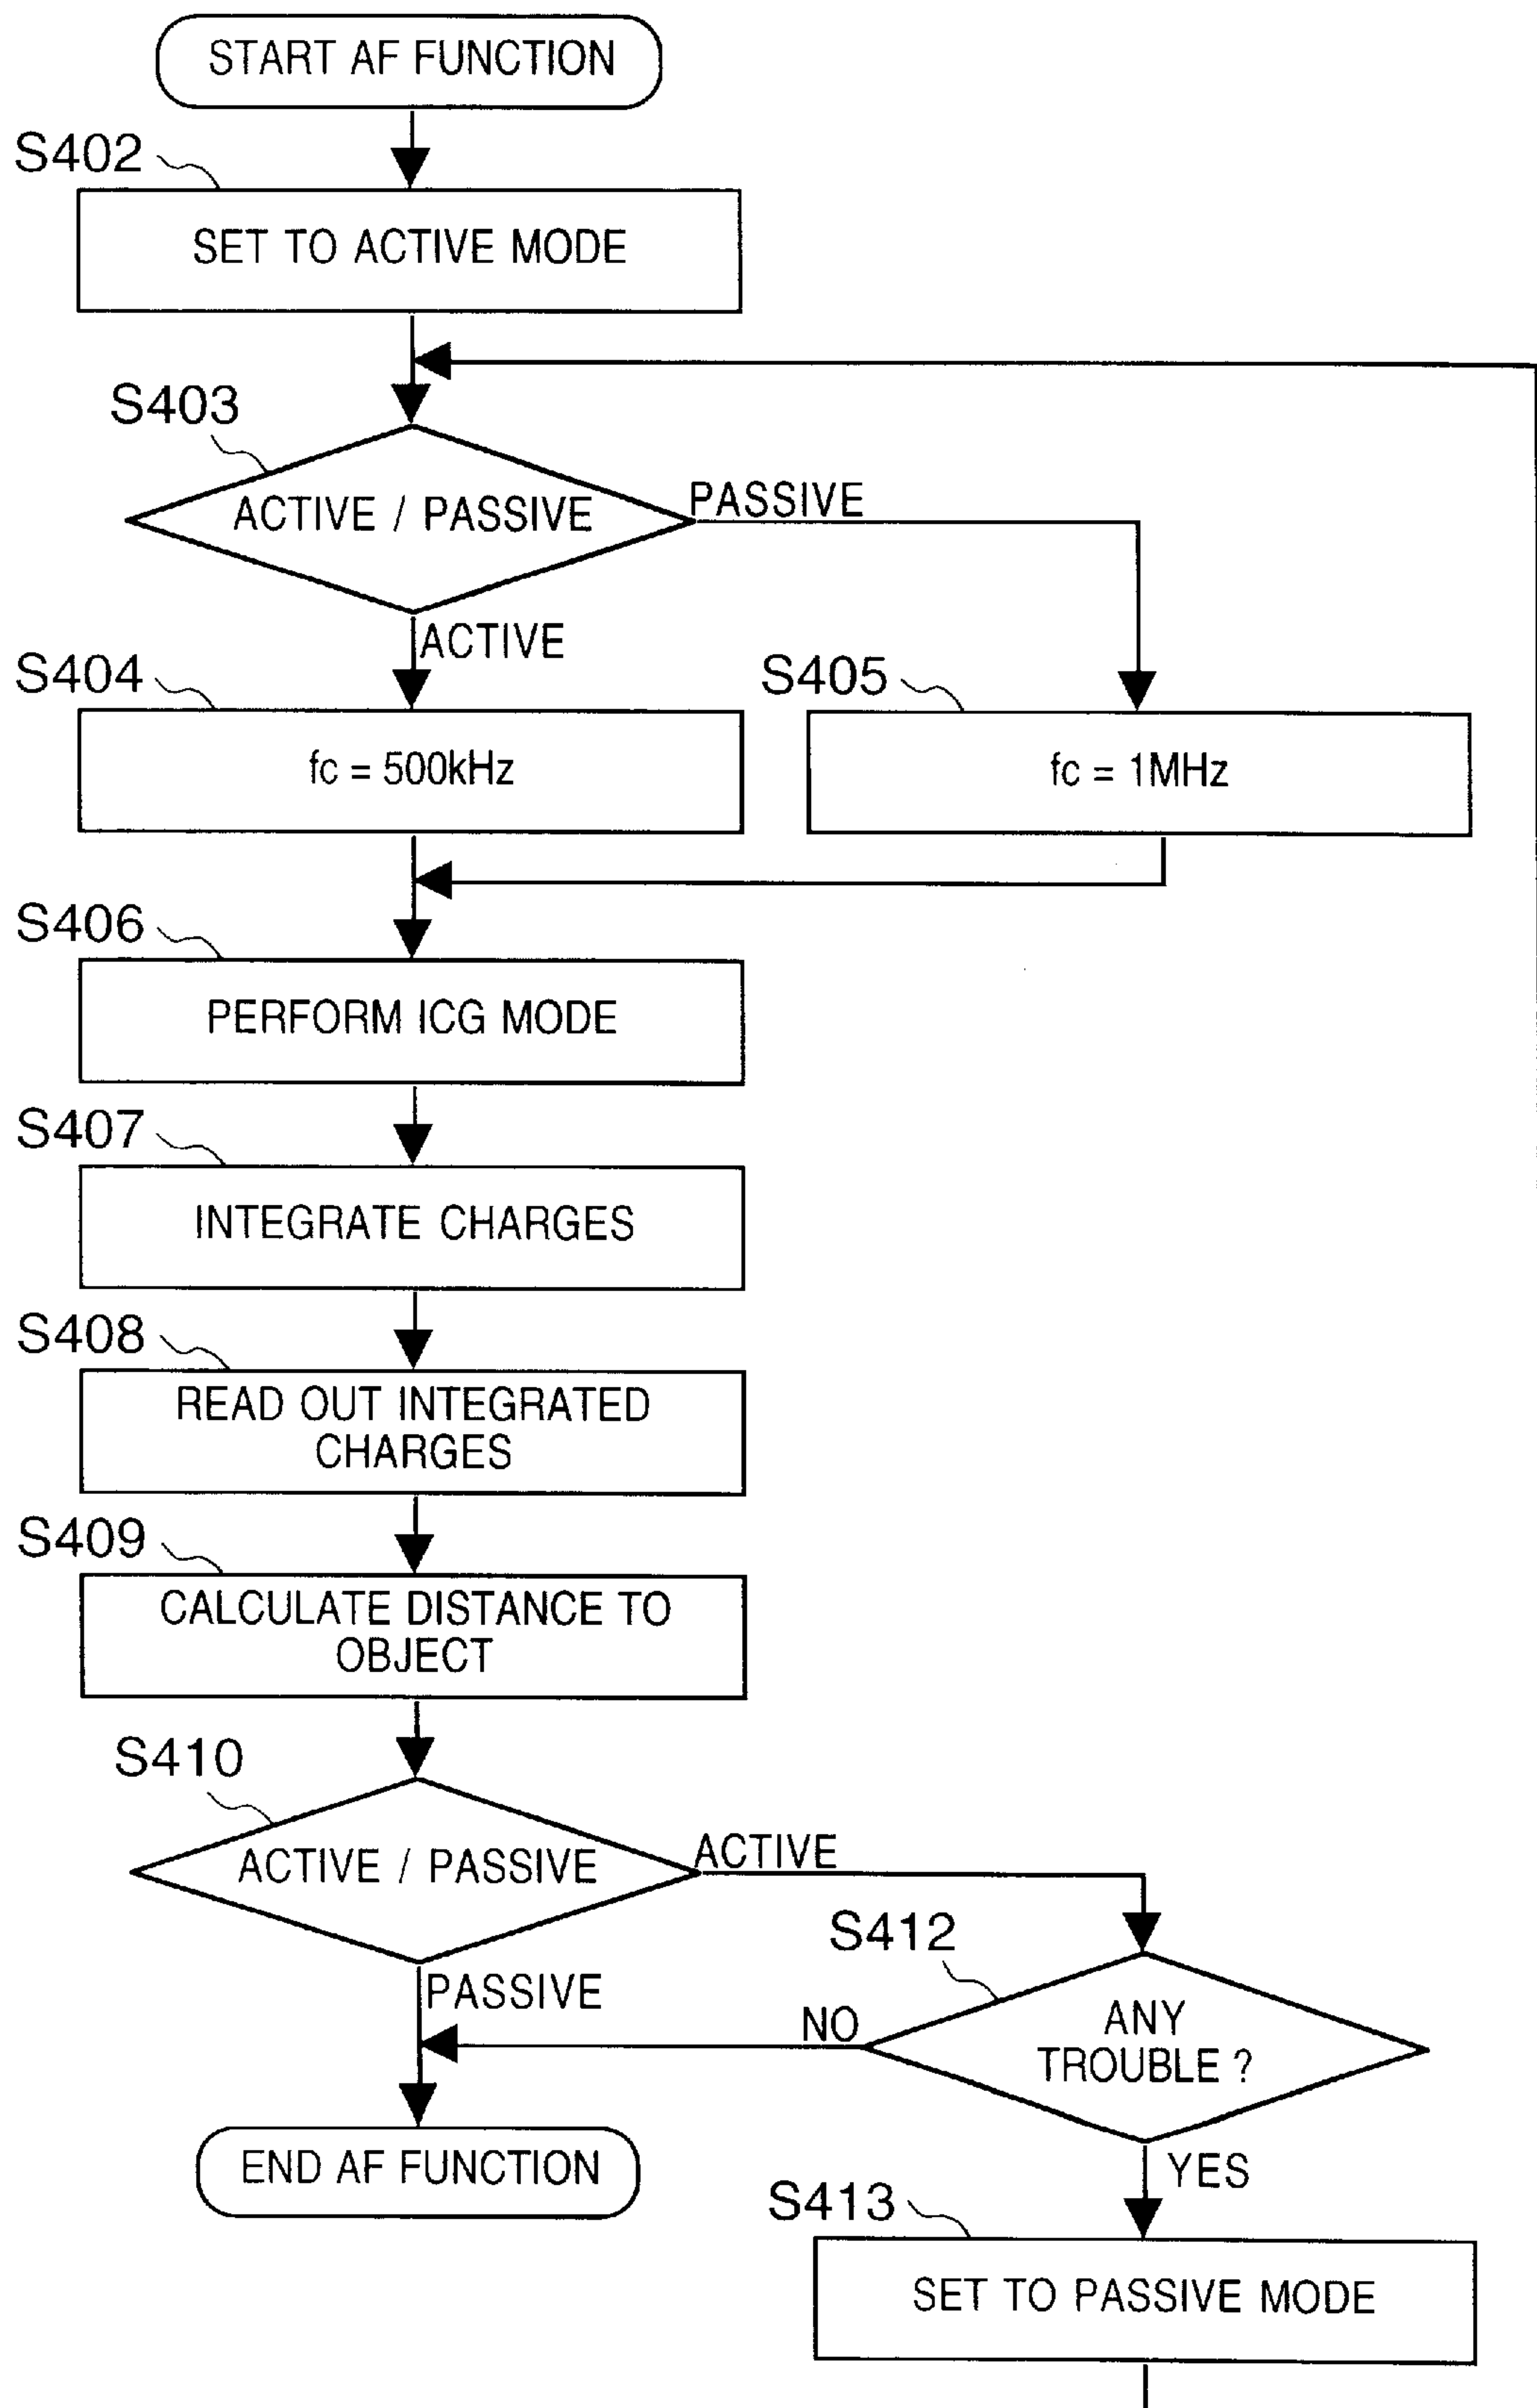 START AF FUNCTION
S402
SET TO ACTIVE MODE
S403
ACTIVE / PASSIVE
PASSIVE
ACTIVE
S404
fc = 500kHz
S405
fc = 1MHz
S406
PERFORM ICG MODE
S407
INTEGRATE CHARGES
S408
READ OUT INTEGRATED
CHARGES
S409
CALCULATE DISTANCE TO
OBJECT
S410
ACTIVE / PASSIVE
ACTIVE
PASSIVE
S412
ANY
TROUBLE ?
NO
YES
END AF FUNCTION
S413
SET TO PASSIVE MODE